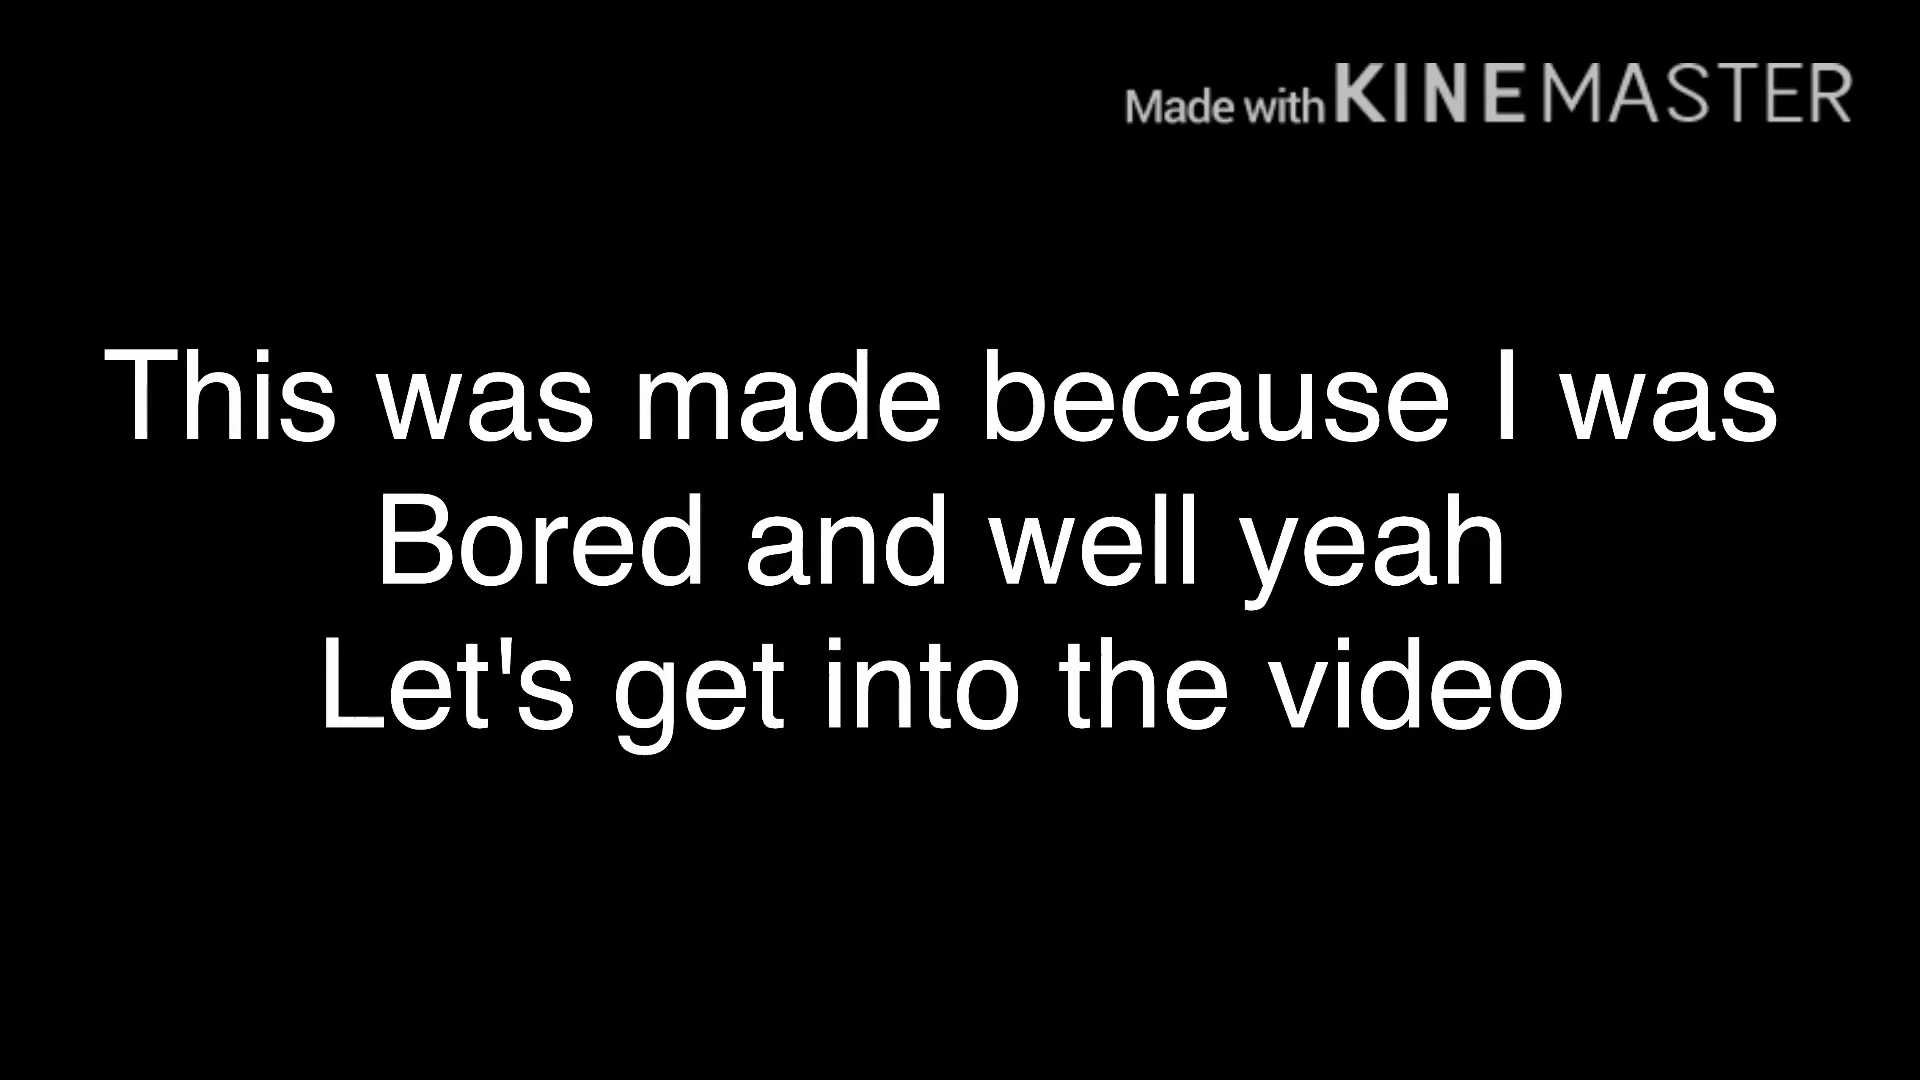 Made with KINEMASTER
This was made because I was
Bored and well yeah
Let's get into the video